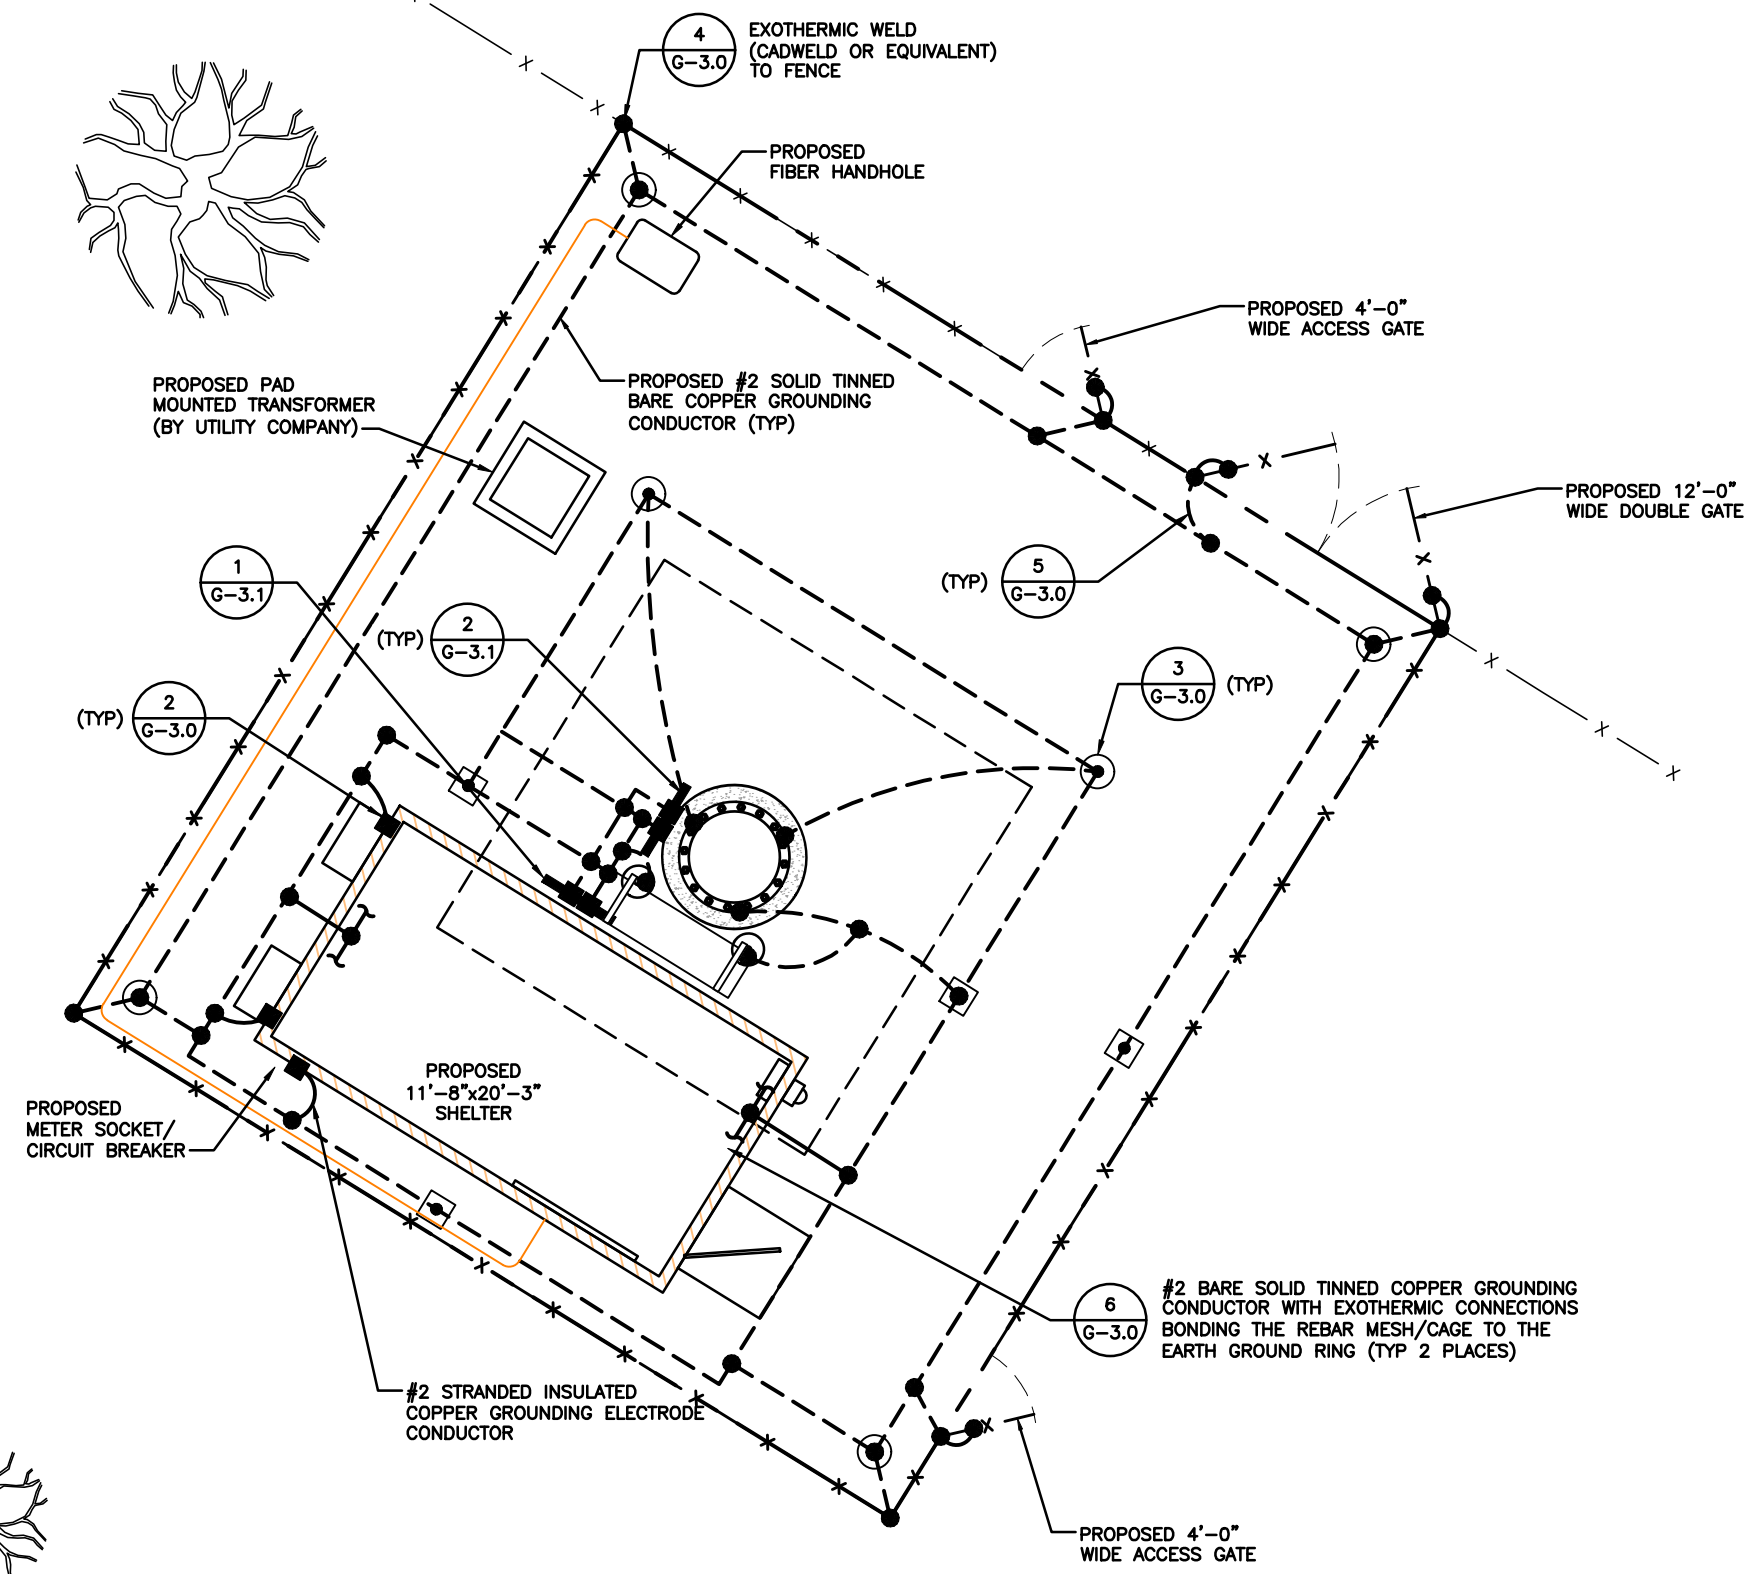 4
G-3.0
EXOTHERMIC WELD
(CADWELD OR EQUIVALENT)
TO FENCE
PROPOSED
FIBER HANDHOLE
PROPOSED 4'-0"
WIDE ACCESS GATE
PROPOSED PAD
MOUNTED TRANSFORMER
(BY UTILITY COMPANY)
PROPOSED #2 SOLID TINNED
BARE COPPER GROUNDING
CONDUCTOR (TYP)
PROPOSED 12'-0"
WIDE DOUBLE GATE
1
G-3.1
(TYP)
2
G-3.1
(TYP)
5
G-3.0
(TYP)
2
G-3.0
3
G-3.0
(TYP)
PROPOSED
11'-8"x20'-3"
SHELTER
PROPOSED
METER SOCKET/
CIRCUIT BREAKER
6
G-3.0
#2 BARE SOLID TINNED COPPER GROUNDING
CONDUCTOR WITH EXOTHERMIC CONNECTIONS
BONDING THE REBAR MESH/CAGE TO THE
EARTH GROUND RING (TYP 2 PLACES)
#2 STRANDED INSULATED
COPPER GROUNDING ELECTRODE
CONDUCTOR
PROPOSED 4'-0"
WIDE ACCESS GATE